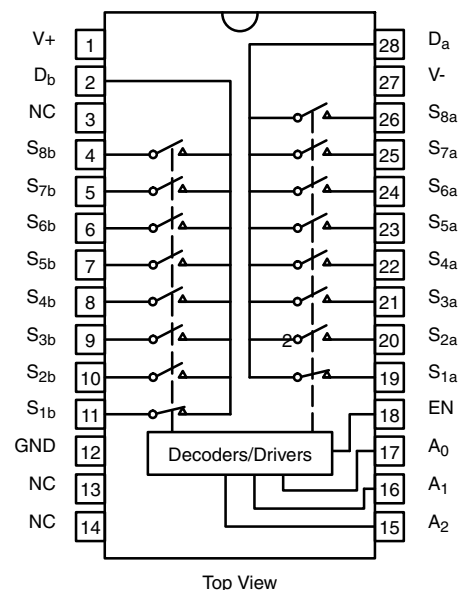 V+ 1 28 Da
Db 2 27 V-
NC 3 26 S8a
S8b 4 25 S7a
S7b 5 24 S6a
S6b 6 23 S5a
S5b 7 22 S4a
S4b 8 21 S3a
S3b 9 2 20 S2a
S2b 10 19 S1a
S1b 11 18 EN
GND 12 Decoders/Drivers 17 A0
NC 13 16 A1
NC 14 15 A2
Top View